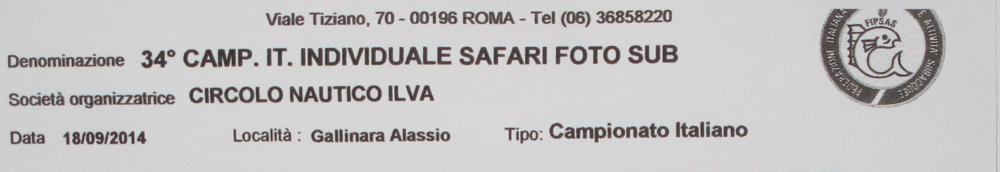 Viale Tiziano, 70 - 00196 ROMA - Tel (06) 36858220
Denominazione 34° CAMP. IT. INDIVIDUALE SAFARI FOTO SUB
Società organizzatrice CIRCOLO NAUTICO ILVA
Data 18/09/2014 Località : Gallinara Alassio Tipo: Campionato Italiano
FIPSAS
FEDERAZIONE ITALIANA
E ATTIVITA' SUBACQUEE